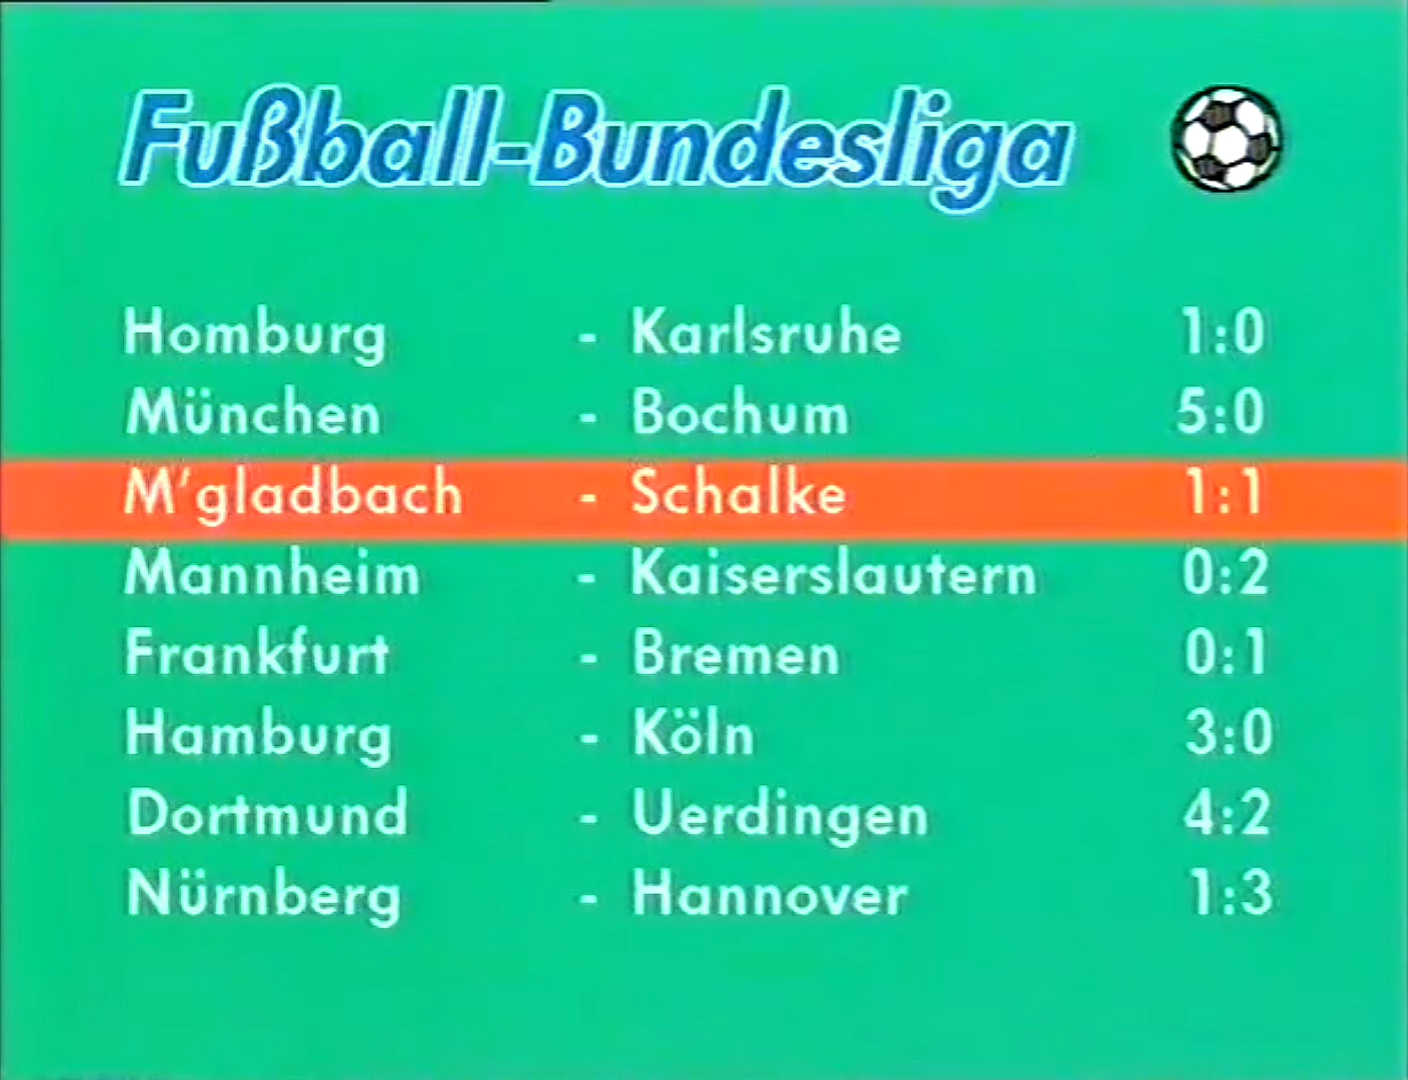 Fußball-Bundesliga
Homburg - Karlsruhe 1:0
München - Bochum 5:0
M'gladbach - Schalke 1:1
Mannheim - Kaiserslautern 0:2
Frankfurt - Bremen 0:1
Hamburg - Köln 3:0
Dortmund - Uerdingen 4:2
Nürnberg - Hannover 1:3